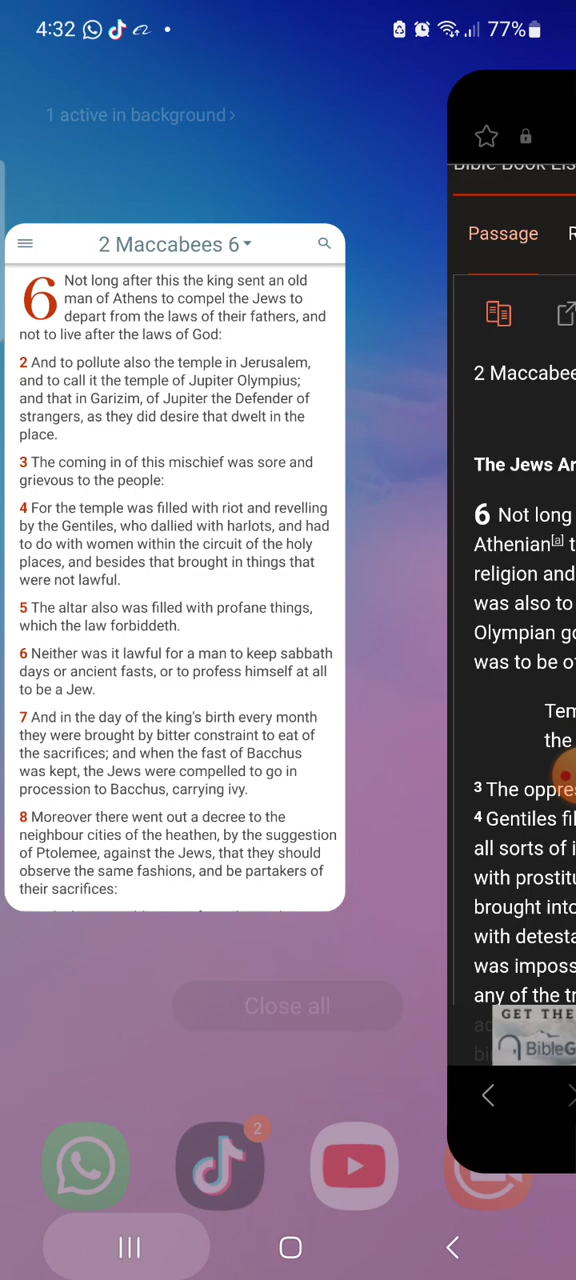 4:32
77%
1 active in background >
2 Maccabees 6
6 Not long after this the king sent an old
man of Athens to compel the Jews to
depart from the laws of their fathers, and
not to live after the laws of God:
2 And to pollute also the temple in Jerusalem,
and to call it the temple of Jupiter Olympius;
and that in Garizim, of Jupiter the Defender of
strangers, as they did desire that dwelt in the
place.
3 The coming in of this mischief was sore and
grievous to the people:
4 For the temple was filled with riot and revelling
by the Gentiles, who dallied with harlots, and had
to do with women within the circuit of the holy
places, and besides that brought in things that
were not lawful.
5 The altar also was filled with profane things,
which the law forbiddeth.
6 Neither was it lawful for a man to keep sabbath
days or ancient fasts, or to profess himself at all
to be a Jew.
7 And in the day of the king's birth every month
they were brought by bitter constraint to eat of
the sacrifices; and when the fast of Bacchus
was kept, the Jews were compelled to go in
procession to Bacchus, carrying ivy.
8 Moreover there went out a decree to the
neighbour cities of the heathen, by the suggestion
of Ptolemee, against the Jews, that they should
observe the same fashions, and be partakers of
their sacrifices:
Close all
2
Bible Book
Passage
2 Maccabee
The Jews
6 Not long
Athenian[a] t
religion and
was also to
Olympian
was to be
the
3 The
4 Gentiles
all sorts of
with
brought
with
was
any of the
GET THE
BibleG